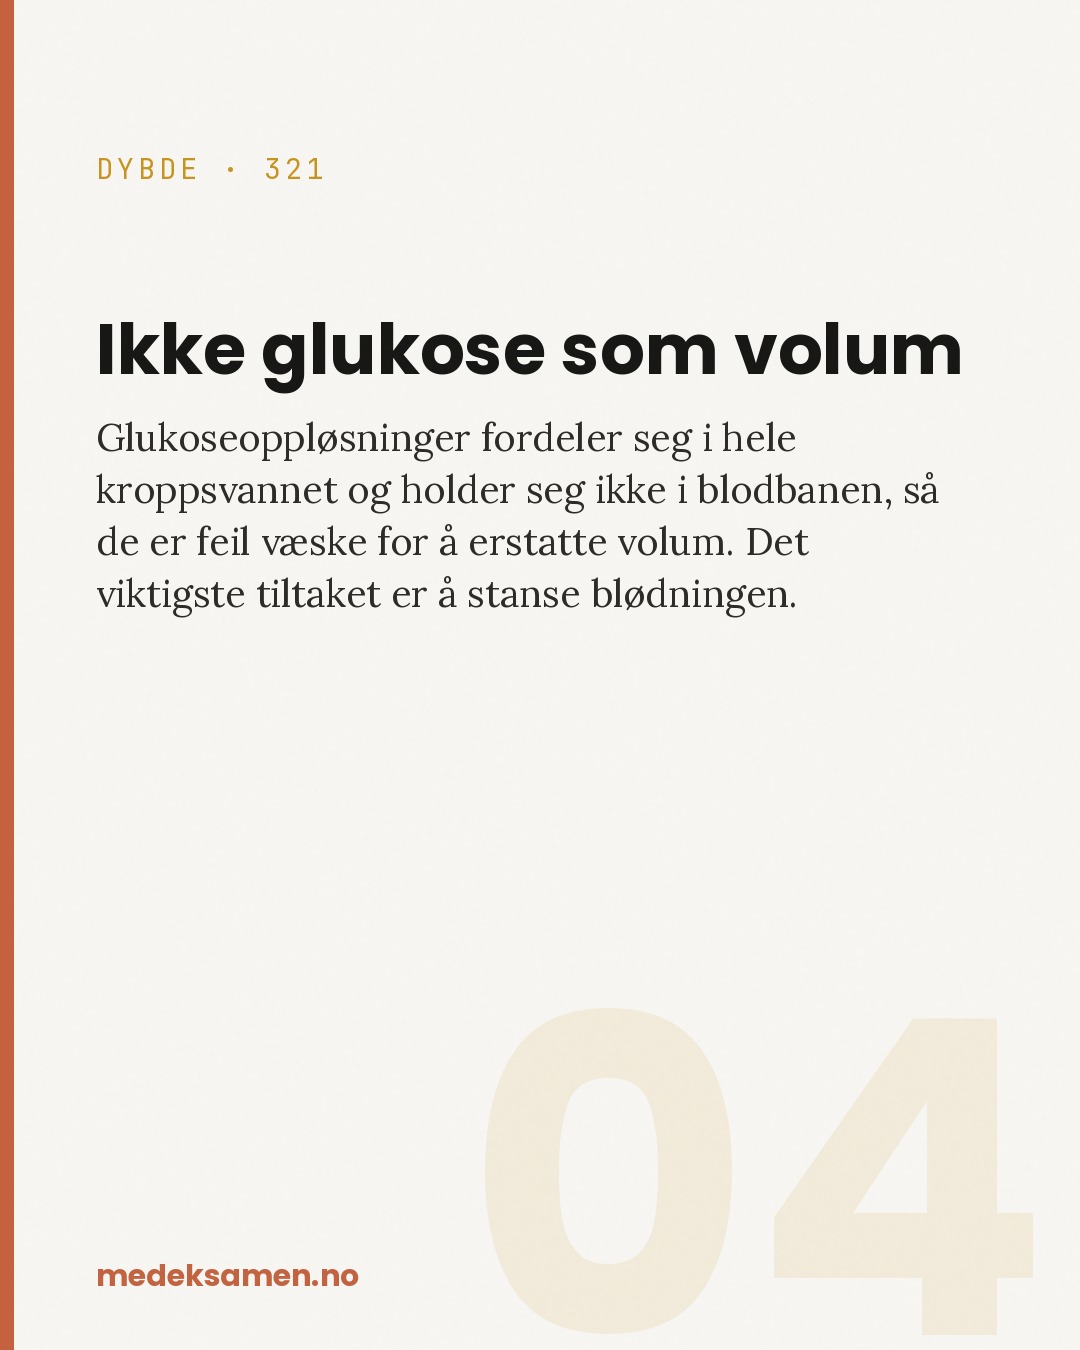 DYBDE · 321
Ikke glukose som volum
Glukoseoppløsninger fordeler seg i hele
kroppsvannet og holder seg ikke i blodbanen, så
de er feil væske for å erstatte volum. Det
viktigste tiltaket er å stanse blødningen.
04
medeksamen.no